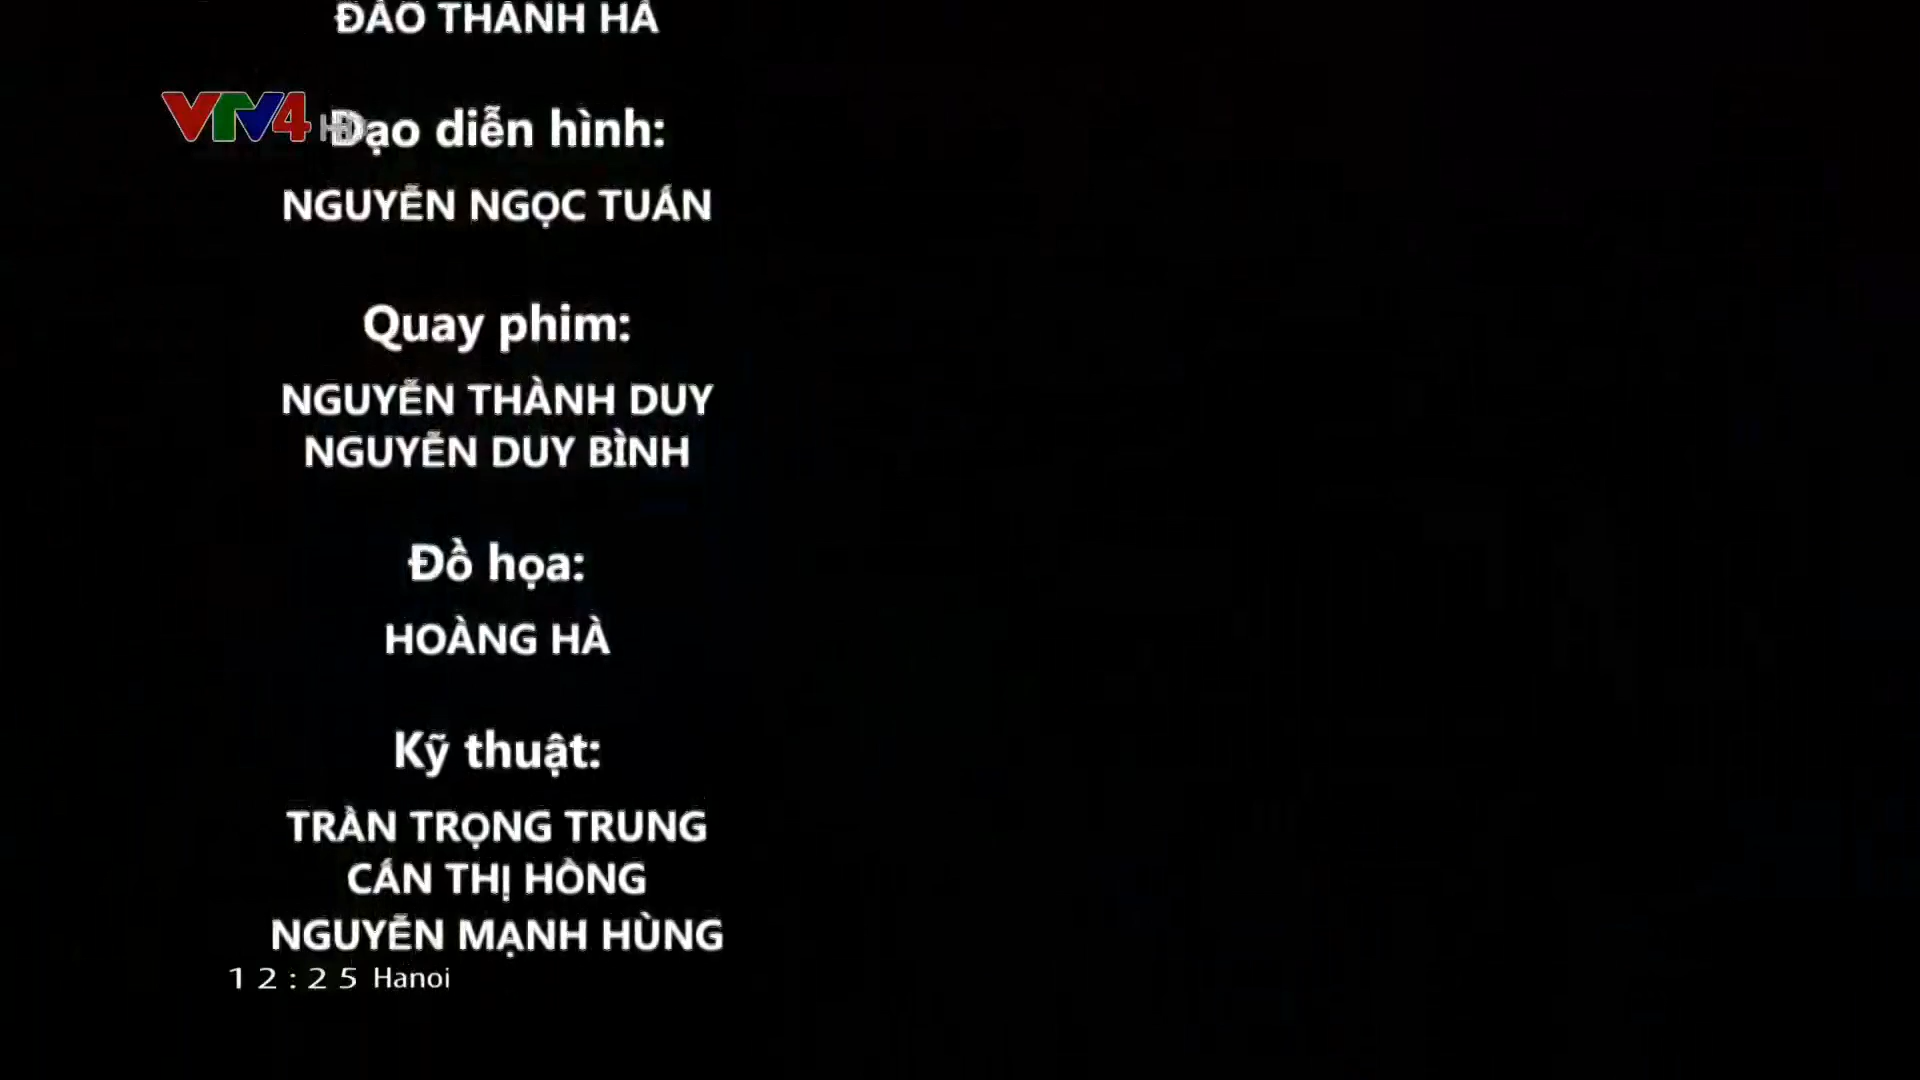 ĐÀO THANH HÀ
VTV4 HD
Đạo diễn hình:
NGUYỄN NGỌC TUẤN
Quay phim:
NGUYỄN THÀNH DUY
NGUYỄN DUY BÌNH
Đồ họa:
HOÀNG HÀ
Kỹ thuật:
TRẦN TRỌNG TRUNG
CẤN THỊ HỒNG
NGUYỄN MẠNH HÙNG
12:25 Hanoi